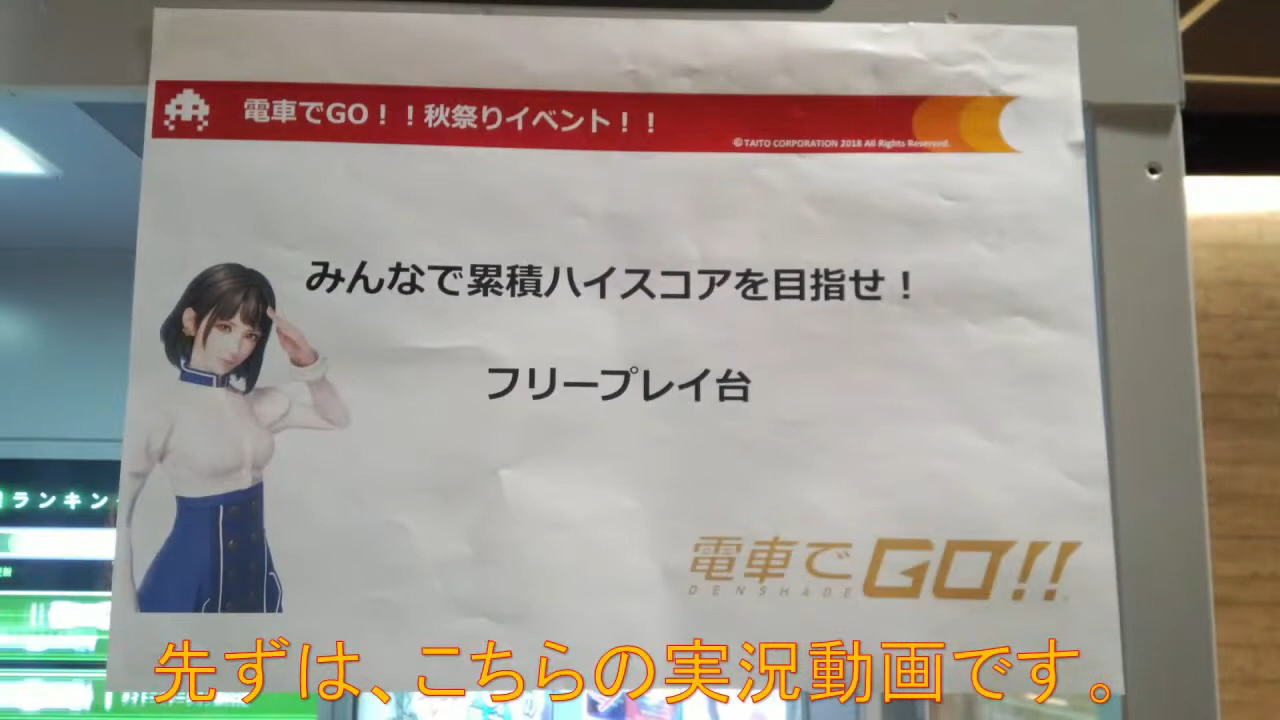 電車でGO！！秋祭りイベント！！
©TAITO CORPORATION 2018 All Rights Reserved.
みんなで累積ハイスコアを目指せ！
フリープレイ台
ランキン
電車でGO!!
DENSHADE
先ずは、こちらの実況動画です。